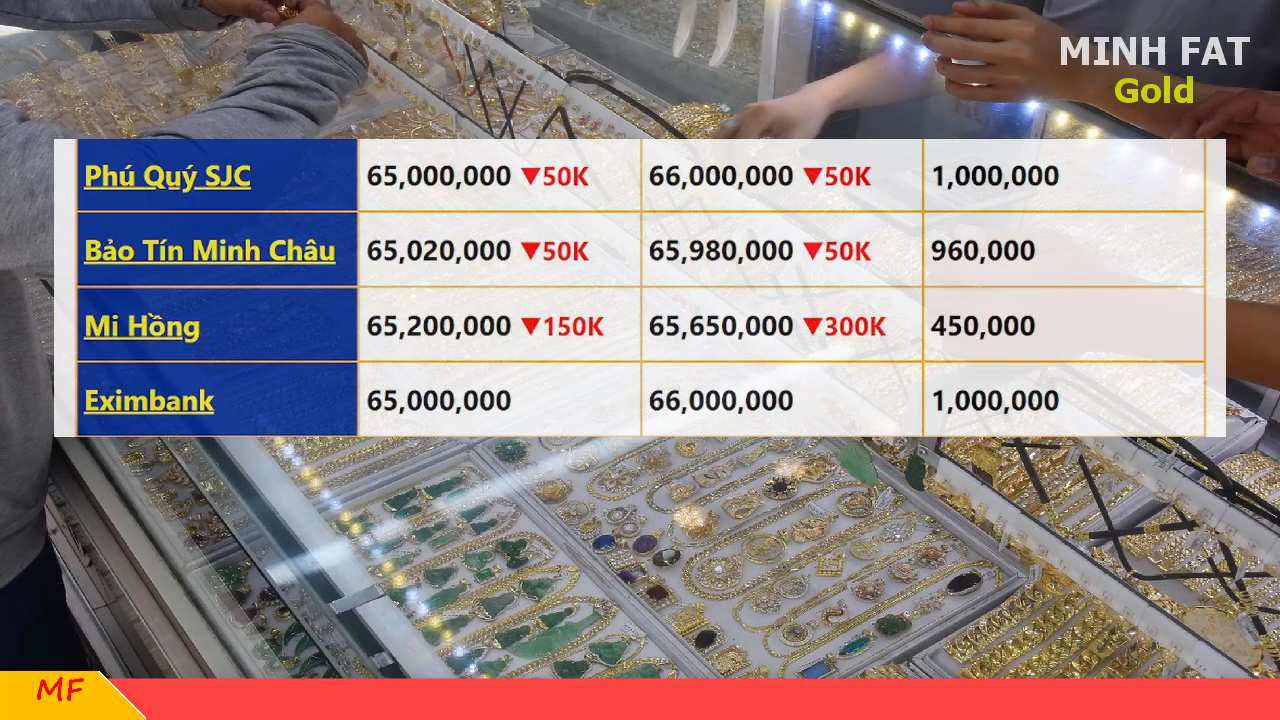 MINH FAT
Gold
Phú Quý SJC 65,000,000 ▼50K 66,000,000 ▼50K 1,000,000
Bảo Tín Minh Châu 65,020,000 ▼50K 65,980,000 ▼50K 960,000
Mi Hồng 65,200,000 ▼150K 65,650,000 ▼300K 450,000
Eximbank 65,000,000 66,000,000 1,000,000
MF